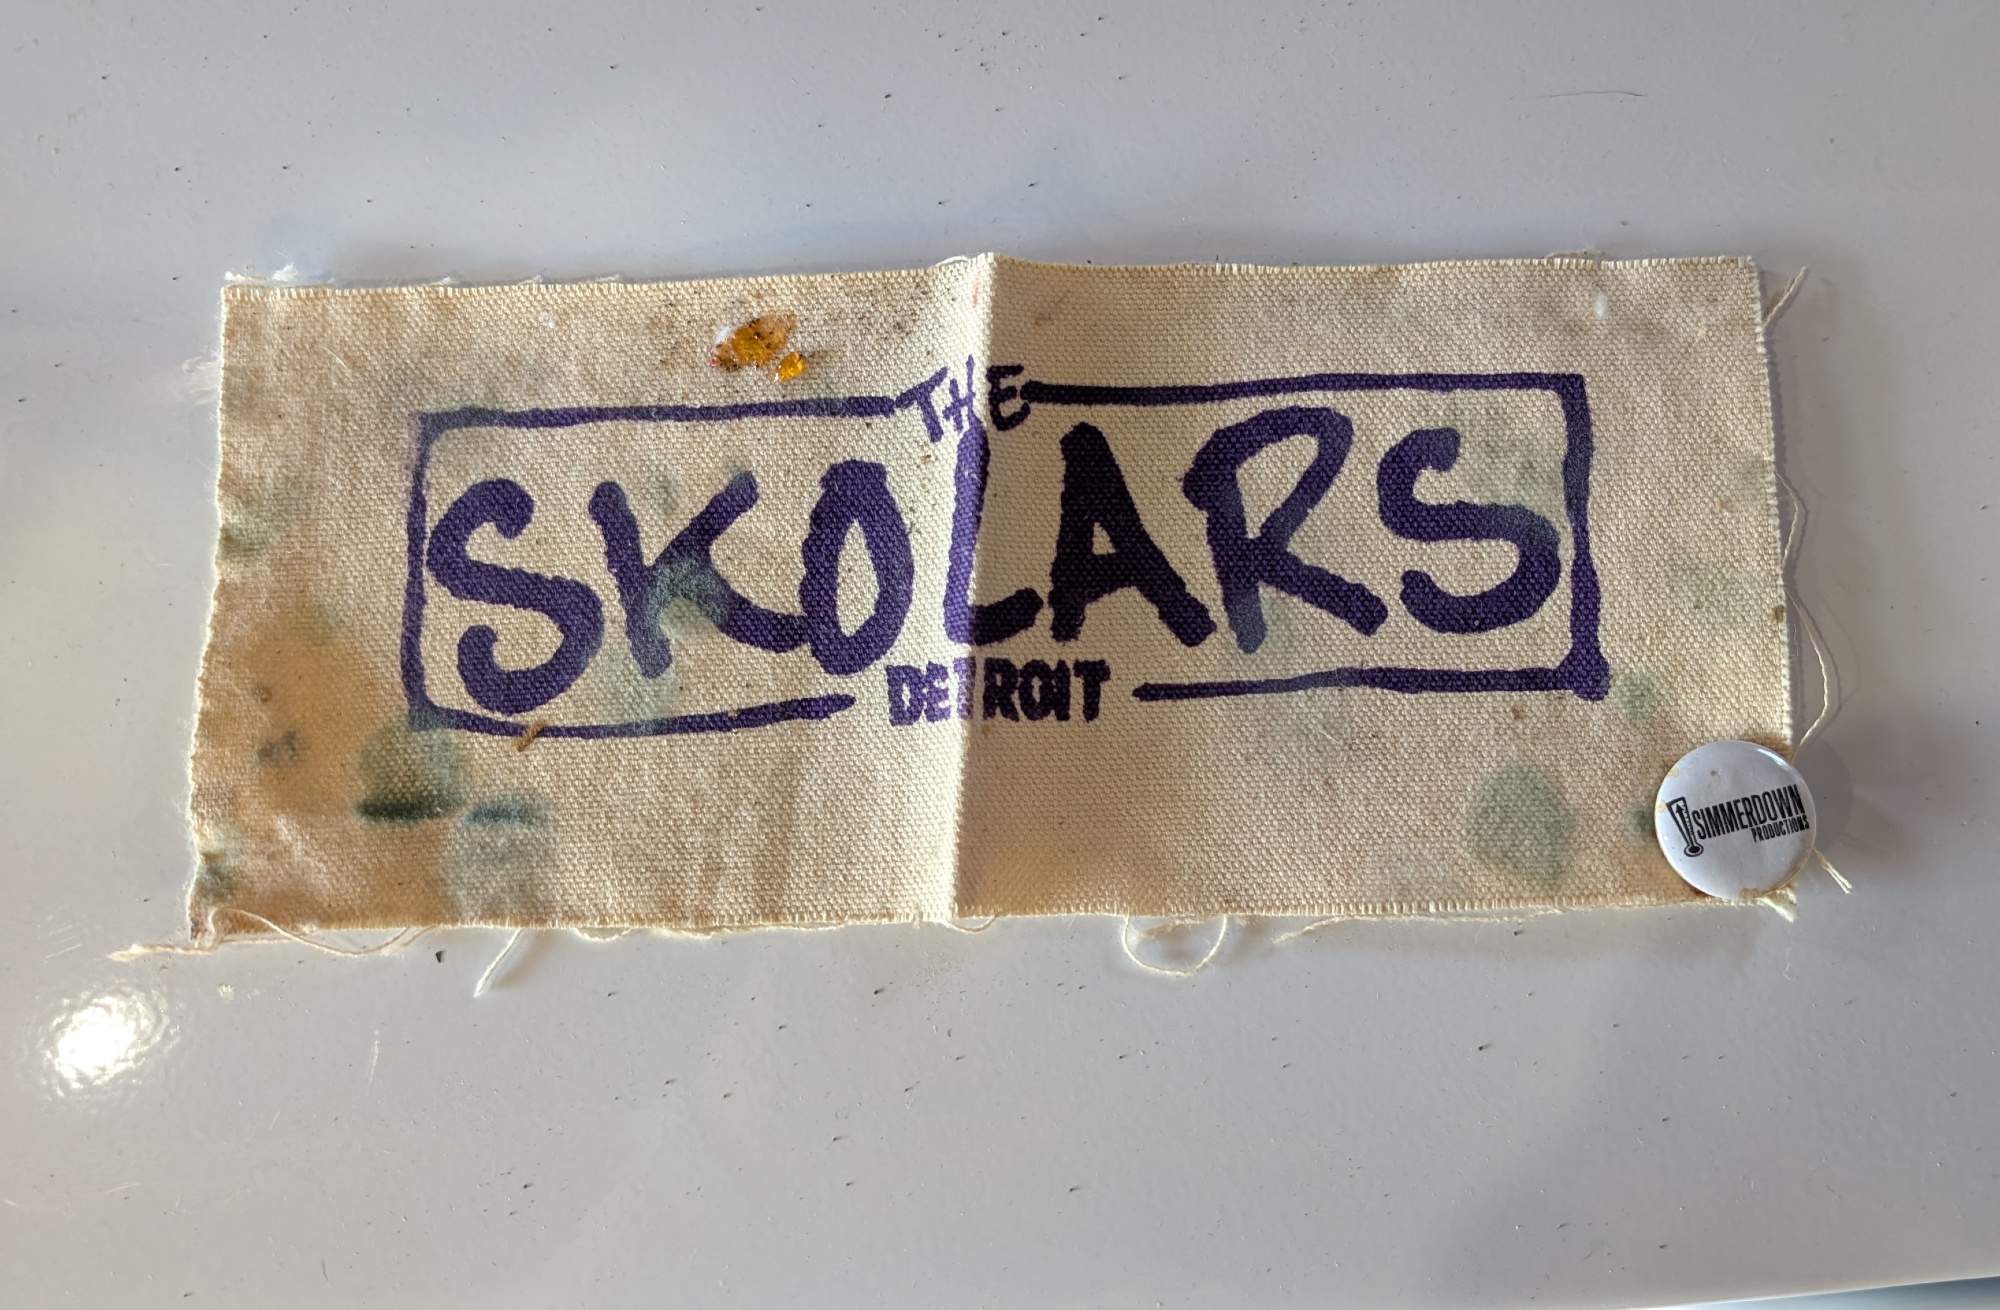 THE
SKOLARS
DETROIT
SIMMERDOWN
PRODUCTIONS